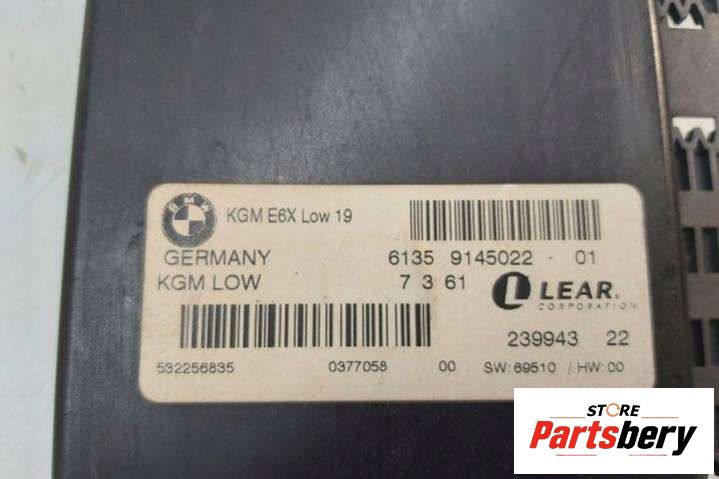 BMW
KGM E6X Low 19
GERMANY 6135 9145022 - 01
KGM LOW 7 3 61 LEAR.
CORPORATION
239943 22
532256835 0377058 00 SW: 69510 / HW: 00
STORE
Partsbery